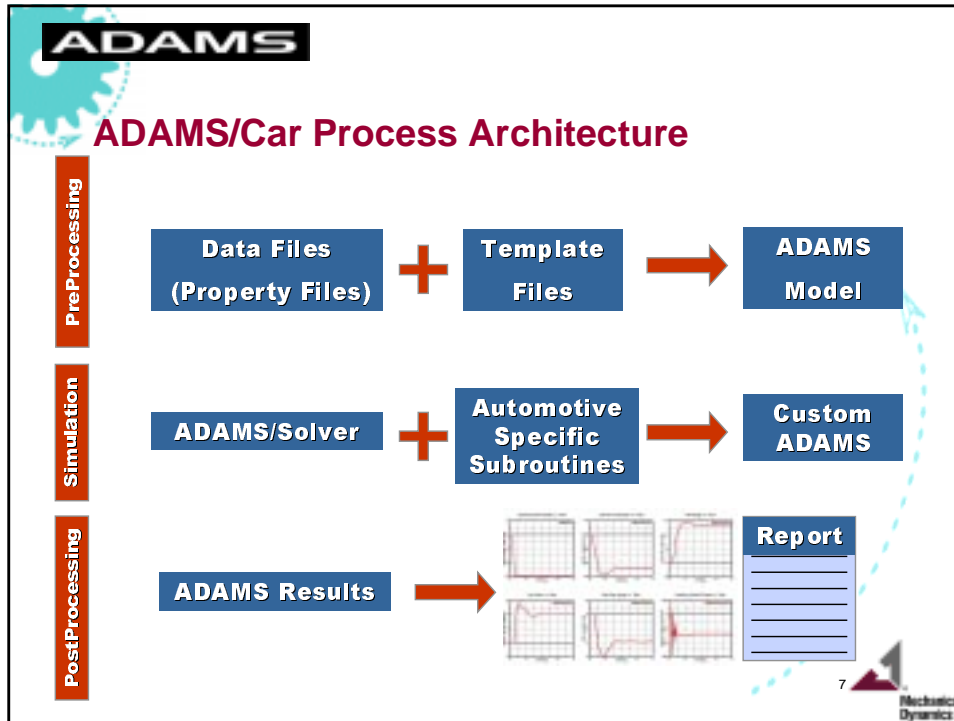 ADAMS
ADAMS/Car Process Architecture
PreProcessing
Data Files
(Property Files)
Template
Files
ADAMS
Model
Simulation
ADAMS/Solver
Automotive
Specific
Subroutines
Custom
ADAMS
PostProcessing
ADAMS Results
Report
7
Mechanical
Dynamics